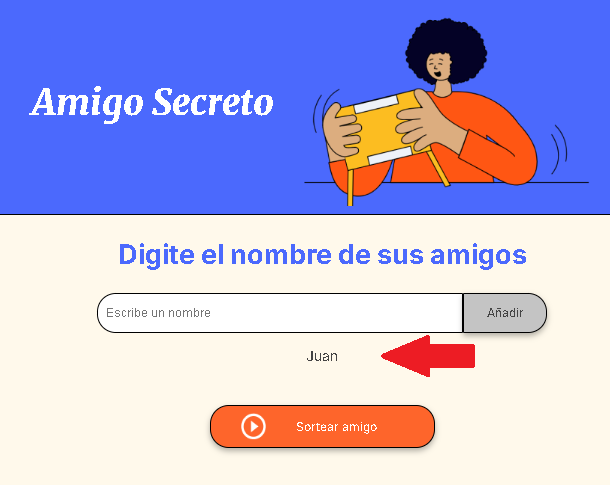 Amigo Secreto
Digite el nombre de sus amigos
Escribe un nombre
Añadir
Juan
Sortear amigo